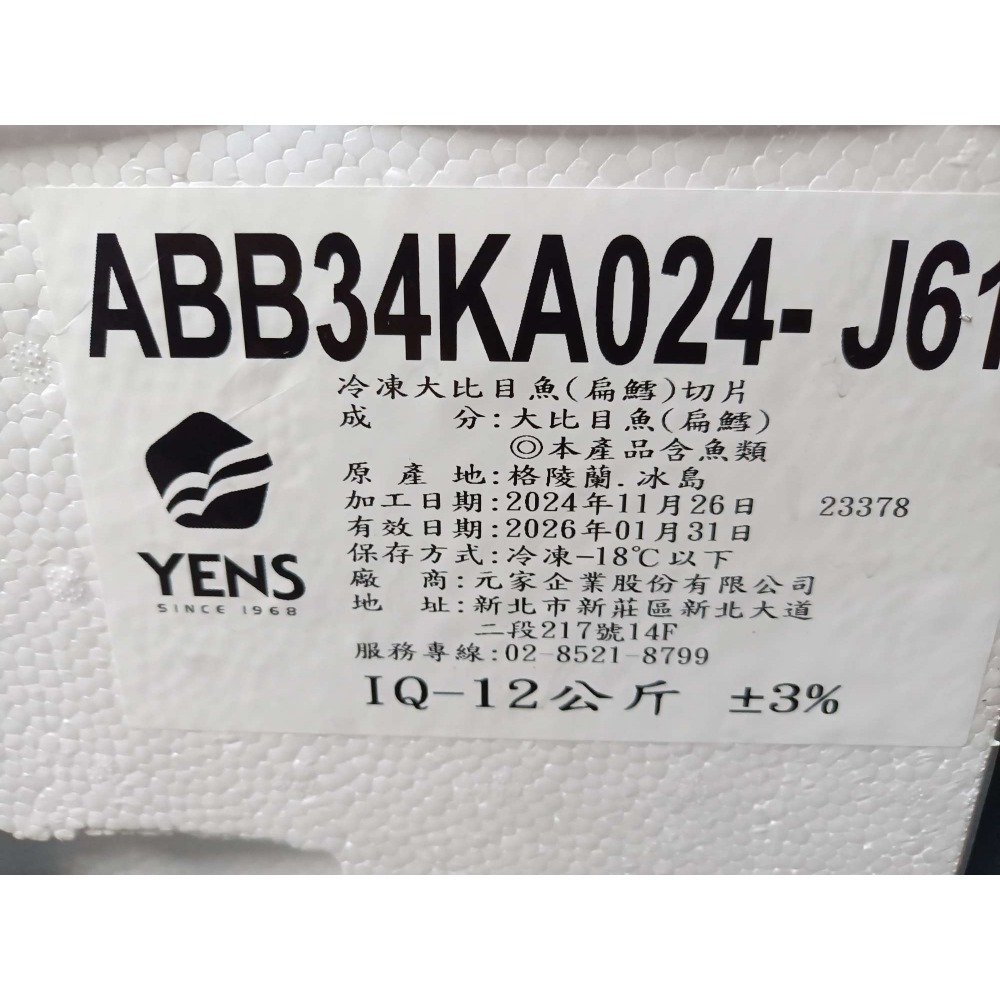 ABB34KA024- J61
冷凍大比目魚(扁鱈)切片
成 分:大比目魚(扁鱈)
◎本產品含魚類
原 產 地:格陵蘭.冰島
加工日期:2024年11月26日 23378
有效日期:2026年01月31日
保存方式:冷凍-18℃以下
廠 商:元家企業股份有限公司
地 址:新北市新莊區新北大道
二段217號14F
服務專線:02-8521-8799
IQ-12公斤 ±3%
YENS
SINCE 1968